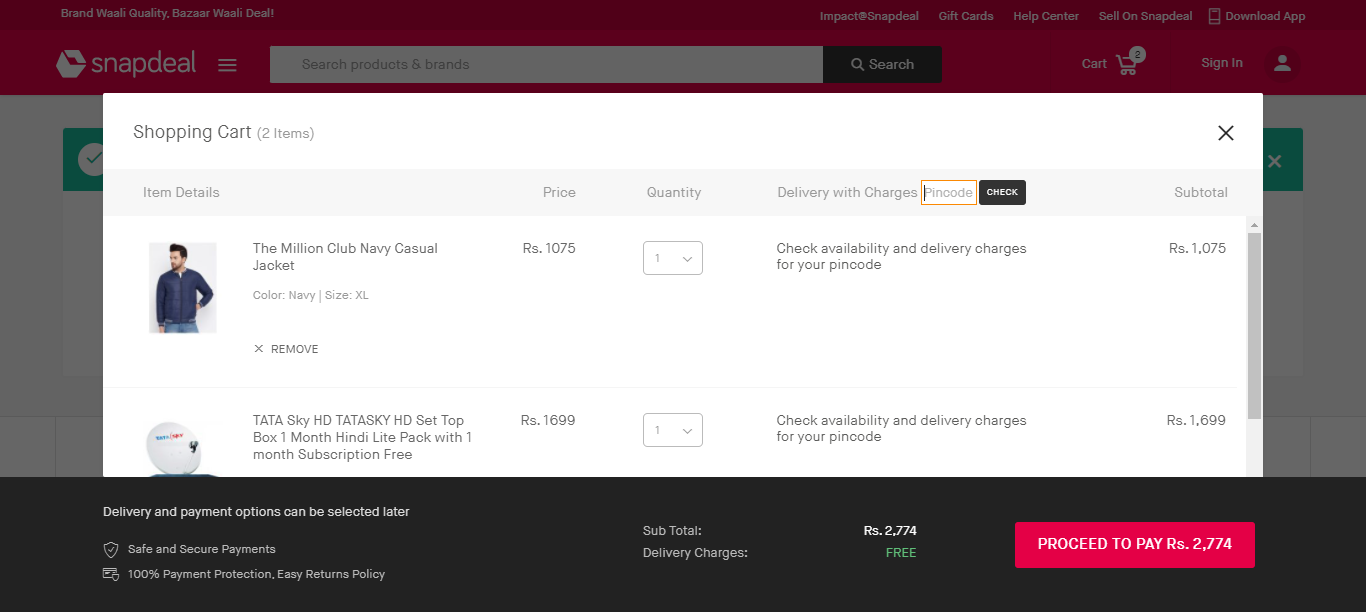 Brand Waali Quality, Bazaar Waali Deal!
Impact@Snapdeal Gift Cards Help Center Sell On Snapdeal Download App
snapdeal Search products & brands Search Cart 2 Sign In
Shopping Cart (2 Items)
Item Details Price Quantity Delivery with Charges Pincode CHECK Subtotal
The Million Club Navy Casual Jacket
Color: Navy | Size: XL
REMOVE
Rs. 1075
1
Check availability and delivery charges
for your pincode
Rs. 1,075
TATA SKY
TATA Sky HD TATASKY HD Set Top
Box 1 Month Hindi Lite Pack with 1
month Subscription Free
Rs. 1699
1
Check availability and delivery charges
for your pincode
Rs. 1,699
Delivery and payment options can be selected later
Safe and Secure Payments
100% Payment Protection, Easy Returns Policy
Sub Total: Rs. 2,774
Delivery Charges: FREE
PROCEED TO PAY Rs. 2,774